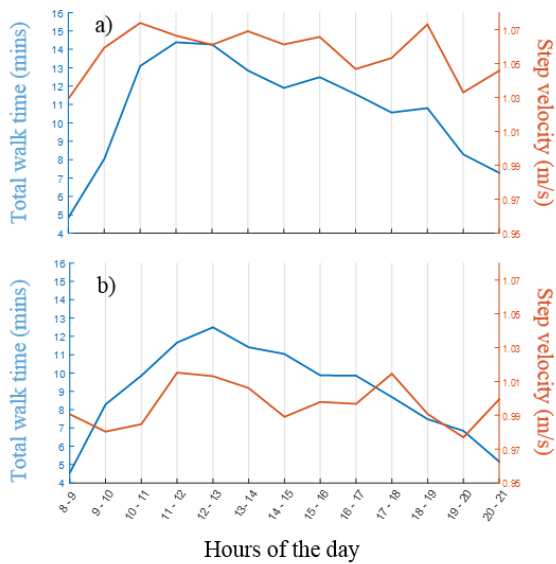 a)
Total walk time (mins)
16
15
14
13
12
11
10
9
8
7
6
5
4
1.07
1.05
1.03
1.01
0.99
0.97
0.95
Step velocity (m/s)
b)
Total walk time (mins)
16
15
14
13
12
11
10
9
8
7
6
5
4
1.07
1.05
1.03
1.01
0.99
0.97
0.95
Step velocity (m/s)
8 - 9
9 - 10
10 - 11
11 - 12
12 - 13
13 - 14
14 - 15
15 - 16
16 - 17
17 - 18
18 - 19
19 - 20
20 - 21
Hours of the day